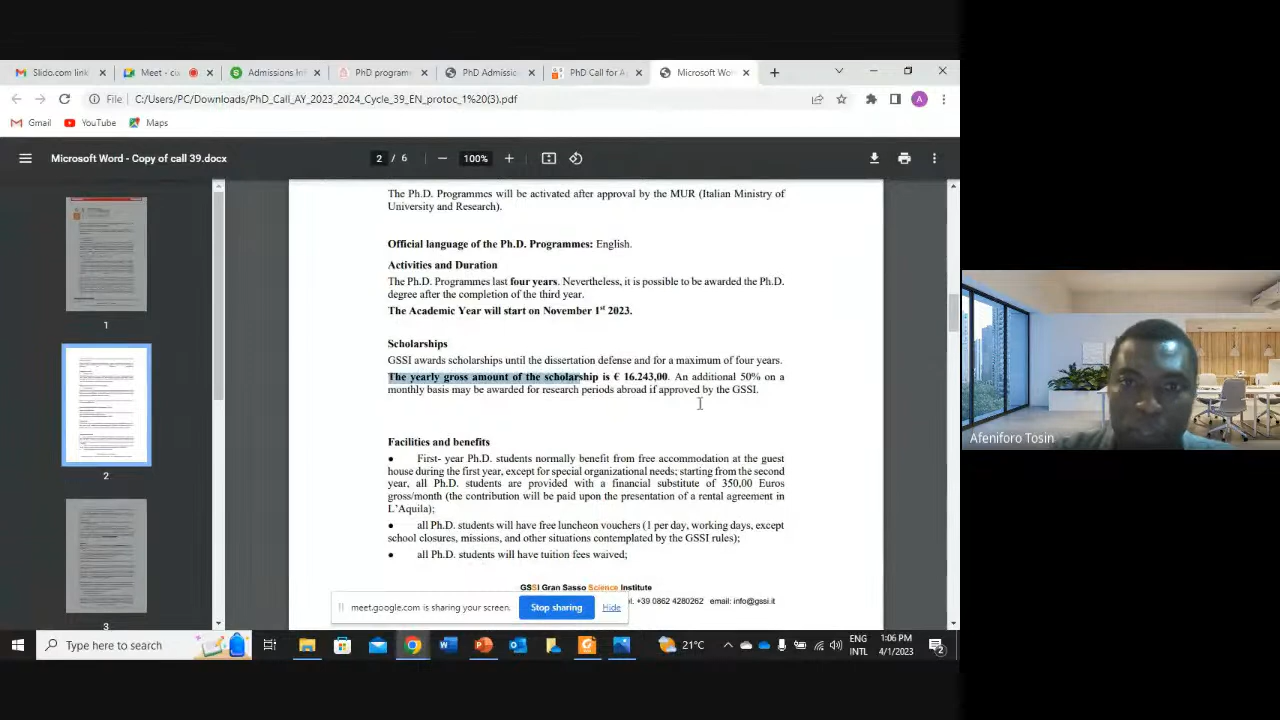 Slido.com link
Meet - cu
Admissions In
PhD program
PhD Admissio
PhD Call for A
Microsoft Wo
File
C:/Users/PC/Downloads/PhD_Call_AY_2023_2024_Cycle_39_EN_protoc_1%20(3).pdf
A
Gmail
YouTube
Maps
Microsoft Word - Copy of call 39.docx
2 / 6
100%
The Ph.D. Programmes will be activated after approval by the MUR (Italian Ministry of
University and Research).
Official language of the Ph.D. Programmes: English.
Activities and Duration
The Ph.D. Programmes last four years. Nevertheless, it is possible to be awarded the Ph.D.
degree after the completion of the third year.
The Academic Year will start on November 1st 2023.
Scholarships
GSSI awards scholarships until the dissertation defense and for a maximum of four years.
The yearly gross amount of the scholarship is € 16.243,00. An additional 50% on a
monthly basis may be awarded for research periods abroad if approved by the GSSI.
Facilities and benefits
● First- year Ph.D. students normally benefit from free accommodation at the guest
house during the first year, except for special organizational needs; starting from the second
year, all Ph.D. students are provided with a financial substitute of 350,00 Euros
gross/month (the contribution will be paid upon the presentation of a rental agreement in
L'Aquila);
● all Ph.D. students will have free luncheon vouchers (1 per day, working days, except
school closures, missions, and other situations contemplated by the GSSI rules);
● all Ph.D. students will have tuition fees waived;
GSSI Gran Sasso Science Institute
+39 0862 4280262 email: info@gssi.it
1
2
3
meet.google.com is sharing your screen.
Stop sharing
Hide
Afeniforo Tosin
Type here to search
21°C
ENG
INTL
1:06 PM
4/1/2023
2